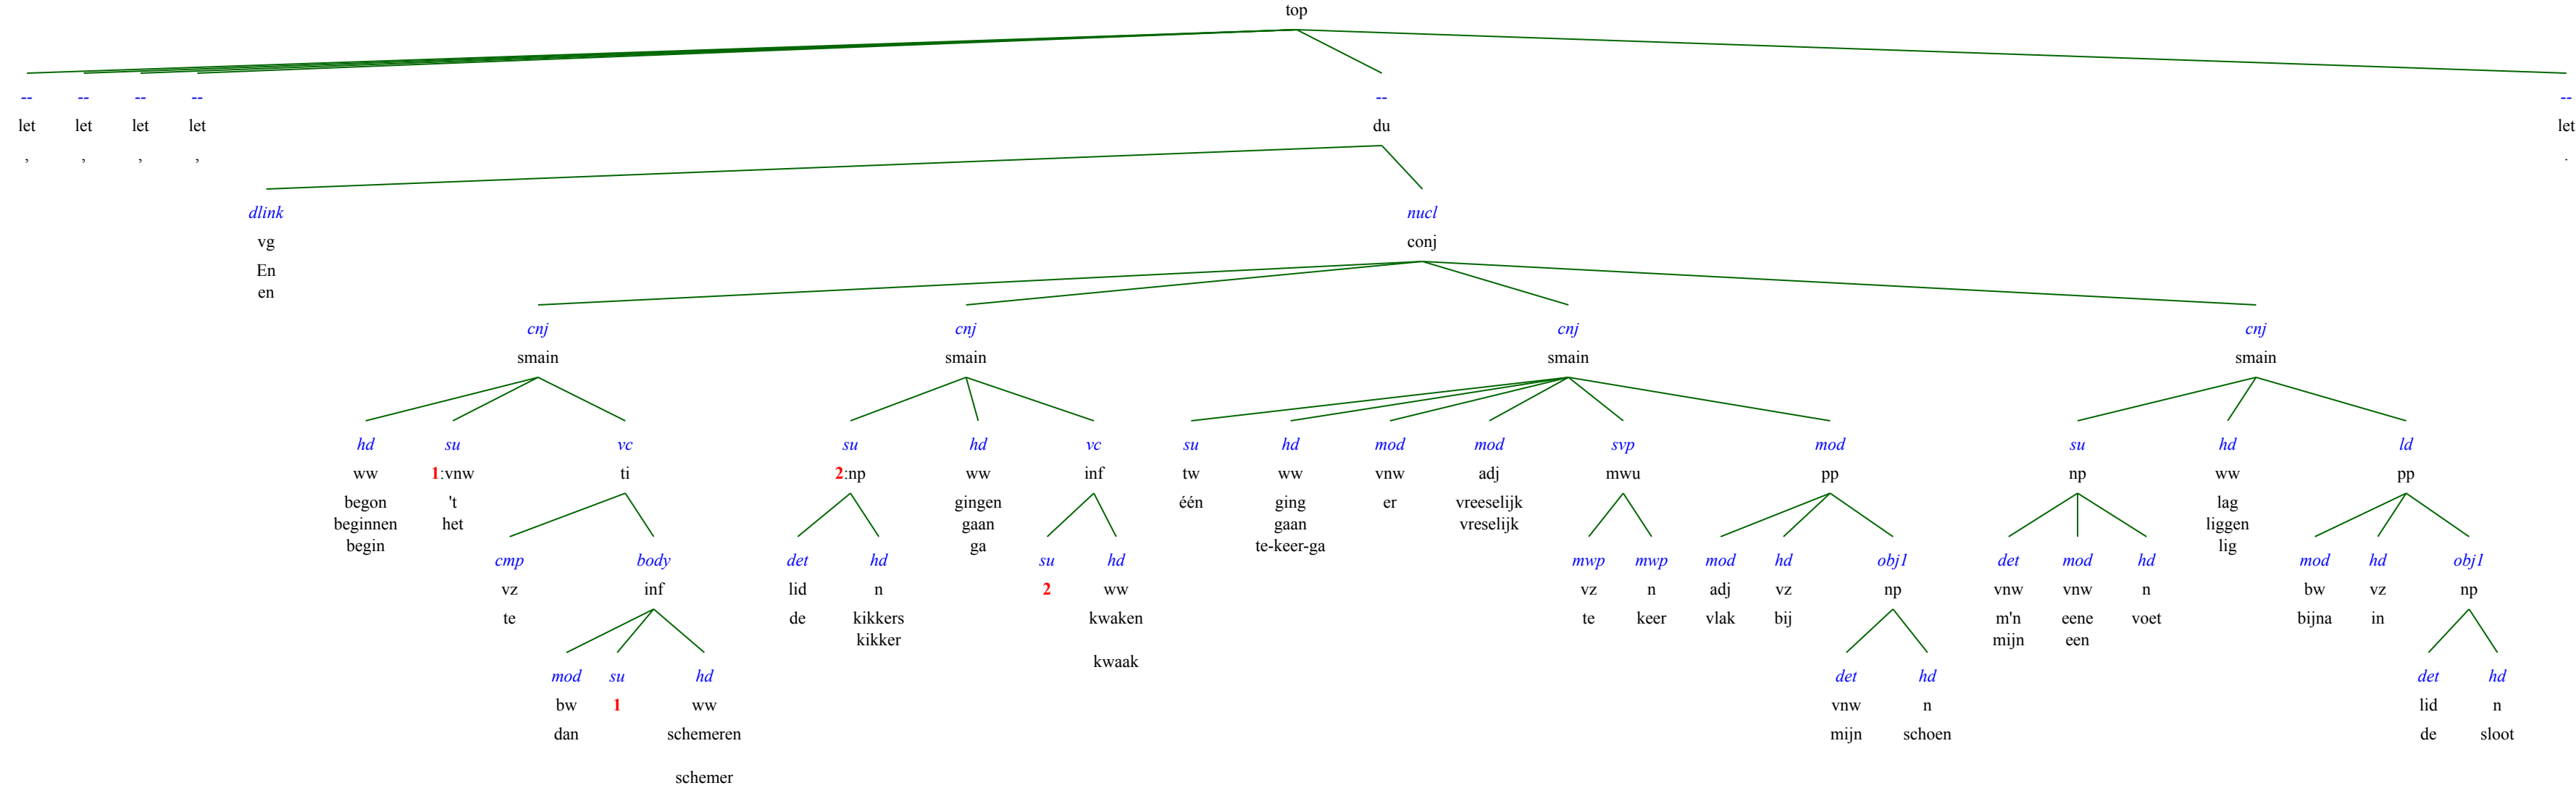 top
-- -- -- -- -- --
let let let let du let
, , , , .
dlink nucl
vg conj
En
en
cnj cnj cnj cnj
smain smain smain smain
hd su vc su hd vc su hd mod mod svp mod su hd ld
ww 1:vnw ti 2:np ww inf tw ww vnw adj mwu pp np ww pp
begon 't gingen één ging er vreeselijk lag
beginnen het gaan gaan vreselijk liggen
begin ga te-keer-ga lig
cmp body det hd su hd mwp mwp mod hd obj1 det mod hd mod hd obj1
vz inf lid n 2 ww vz n adj vz np vnw vnw n bw vz np
te de kikkers kwaken te keer vlak bij m'n eene voet bijna in
kikker mijn een
kwaak
mod su hd det hd det hd
bw 1 ww vnw n lid n
dan schemeren mijn schoen de sloot
schemer